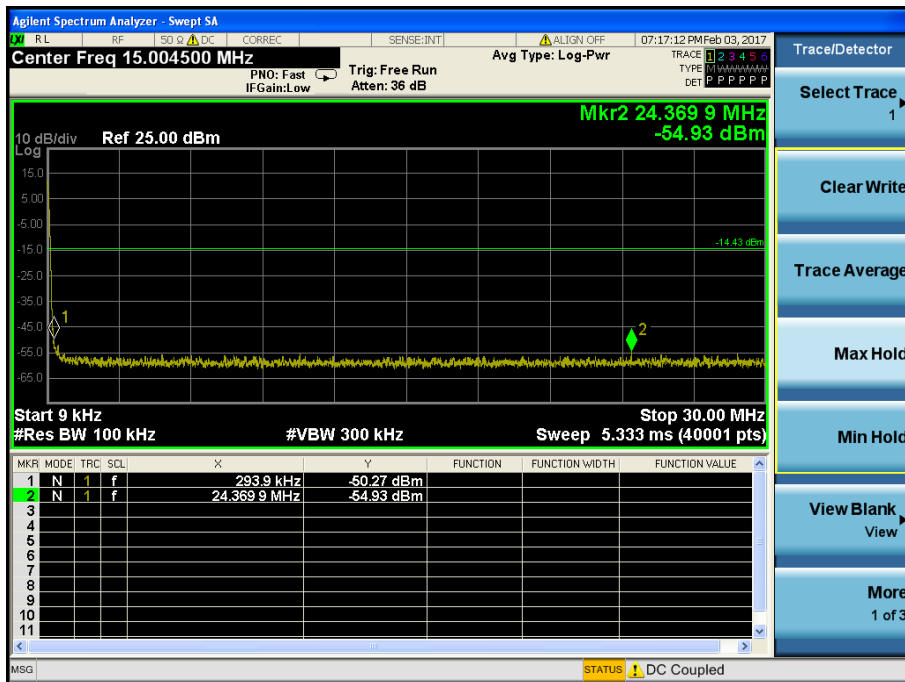 Agilent Spectrum Analyzer - Swept SA
LXI RL RF 50 Ω DC CORREC SENSE:INT ALIGN OFF 07:17:12 PM Feb 03, 2017
Center Freq 15.004500 MHz
PNO: Fast
IFGain:Low
Trig: Free Run
Atten: 36 dB
Avg Type: Log-Pwr
TRACE 1 2 3 4 5 6
TYPE M WWWWW
DET P P P P P P
Mkr2 24.369 9 MHz
-54.93 dBm
10 dB/div Ref 25.00 dBm
Log
15.0
5.00
-5.00
-15.0
-14.43 dBm
-25.0
-35.0
1
-45.0
2
-55.0
-65.0
Start 9 kHz Stop 30.00 MHz
#Res BW 100 kHz #VBW 300 kHz Sweep 5.333 ms (40001 pts)
MKR MODE TRC SCL X Y FUNCTION FUNCTION WIDTH FUNCTION VALUE
1 N 1 f 293.9 kHz -50.27 dBm
2 N 1 f 24.369 9 MHz -54.93 dBm
3
4
5
6
7
8
9
10
11
MSG STATUS DC Coupled
Trace/Detector
Select Trace
1
Clear Write
Trace Average
Max Hold
Min Hold
View Blank
View
More
1 of 3